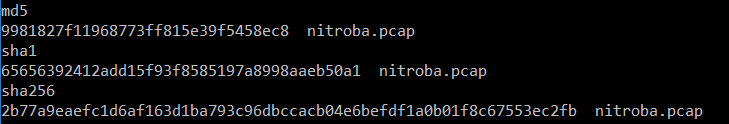 md5
9981827f11968773ff815e39f5458ec8  nitroba.pcap
sha1
65656392412add15f93f8585197a8998aaeb50a1  nitroba.pcap
sha256
2b77a9eaefc1d6af163d1ba793c96dbccacb04e6befdf1a0b01f8c67553ec2fb  nitroba.pcap